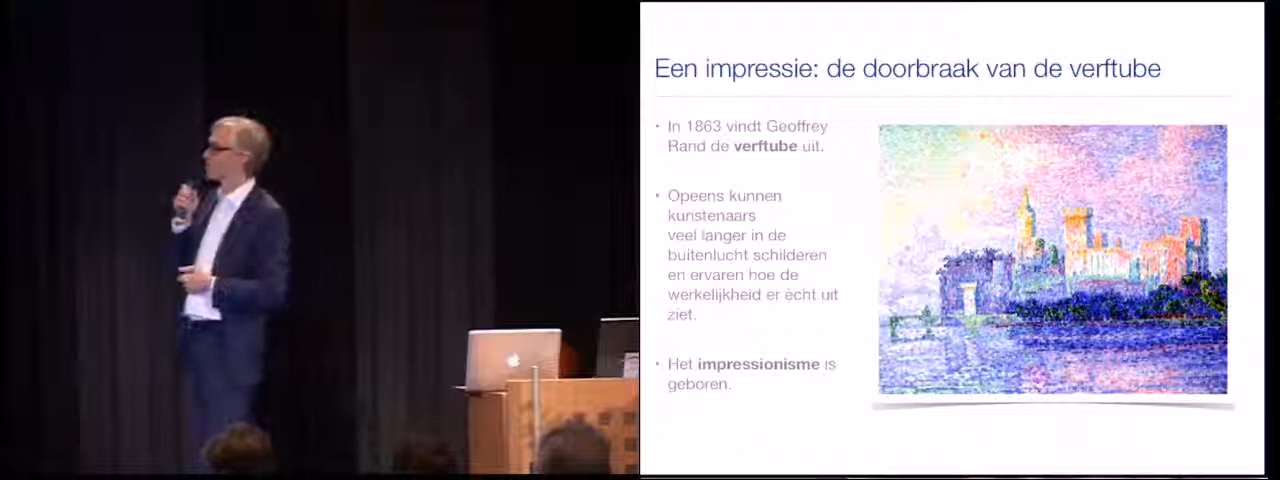 Een impressie: de doorbraak van de verftube
• In 1863 vindt Geoffrey
Rand de verftube uit.
• Opeens kunnen
kunstenaars
veel langer in de
buitenlucht schilderen
en ervaren hoe de
werkelijkheid er écht uit
ziet.
• Het impressionisme is
geboren.